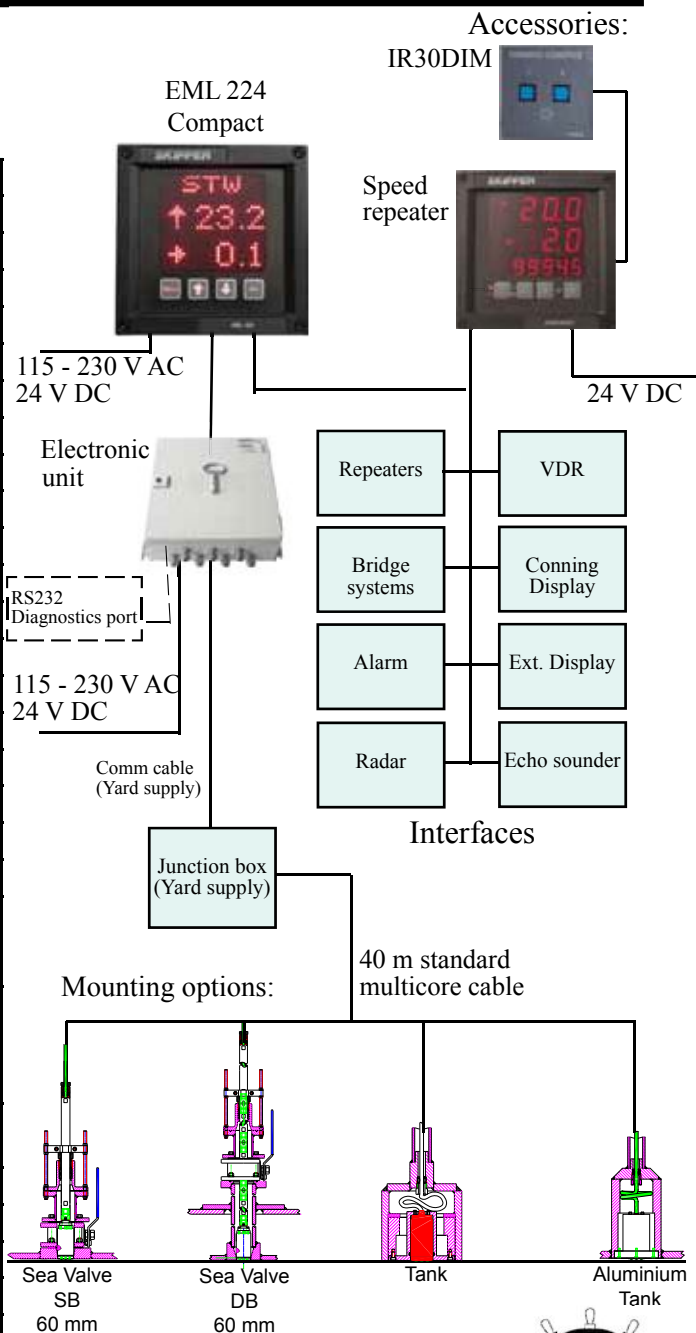 Accessories:
IR30DIM
EML 224
Compact
SKIPPER
STW
23.2
0.1
Speed
repeater
SKIPPER
- 20.0
- 2.0
99945
115 - 230 V AC
24 V DC
24 V DC
Electronic
unit
Repeaters
VDR
Bridge
systems
Conning
Display
RS232
Diagnostics port
Alarm
Ext. Display
115 - 230 V AC
24 V DC
Radar
Echo sounder
Comm cable
(Yard supply)
Interfaces
Junction box
(Yard supply)
40 m standard
multicore cable
Mounting options:
Sea Valve
SB
60 mm
Sea Valve
DB
60 mm
Tank
Aluminium
Tank